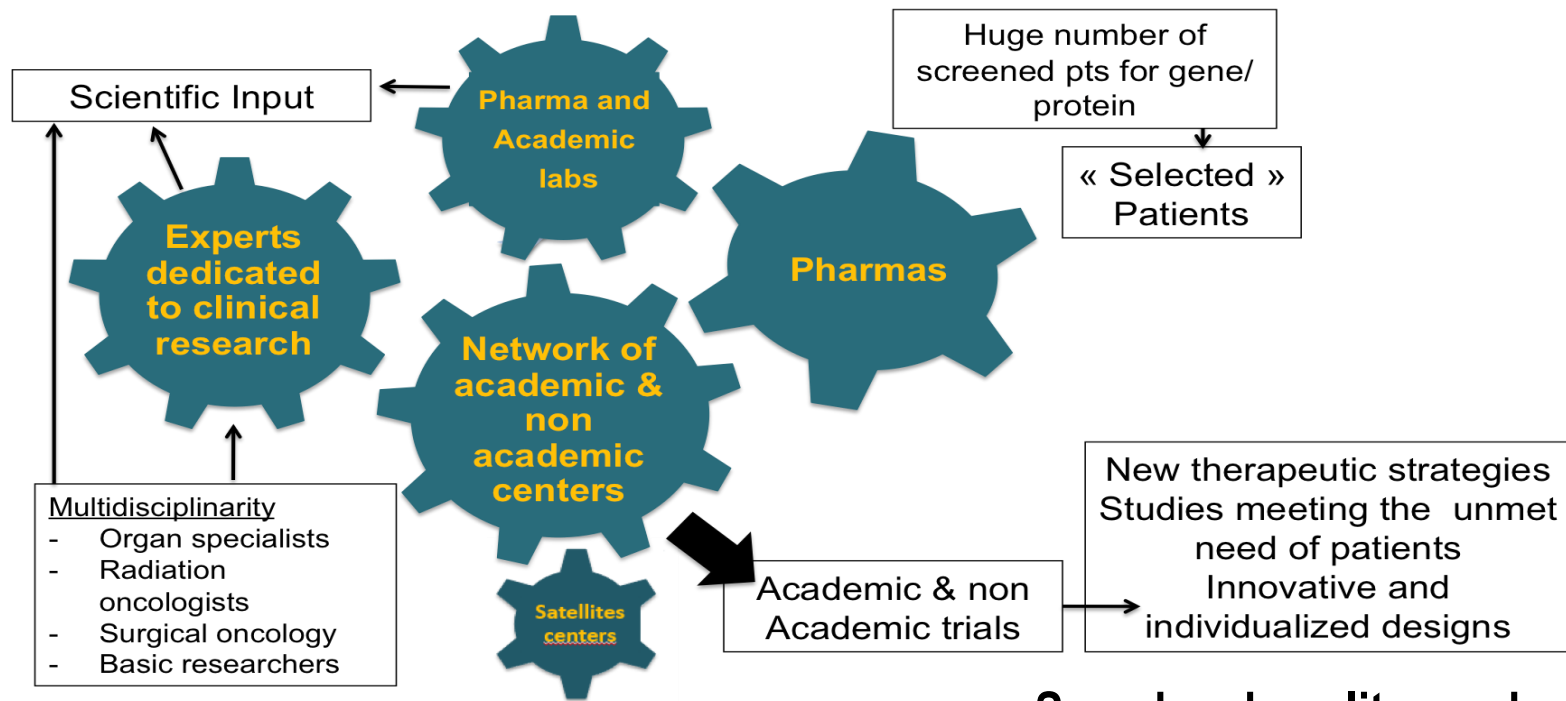 Scientific Input
Pharma and
Academic
labs
Huge number of
screened pts for gene/
protein
« Selected »
Patients
Experts
dedicated
to clinical
research
Pharmas
Network of
academic &
non
academic
centers
Multidisciplinarity
- Organ specialists
- Radiation
oncologists
- Surgical oncology
- Basic researchers
Satellites
centers
Academic & non
Academic trials
New therapeutic strategies
Studies meeting the unmet
need of patients
Innovative and
individualized designs